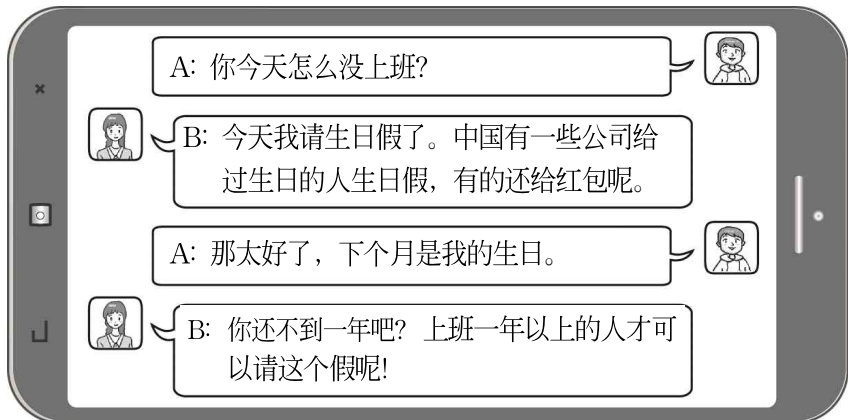 A: 你今天怎么没上班?
B: 今天我请生日假了。中国有一些公司给
过生日的人生日假, 有的还给红包呢。
A: 那太好了, 下个月是我的生日。
B: 你还不到一年吧? 上班一年以上的人才可
以请这个假呢!